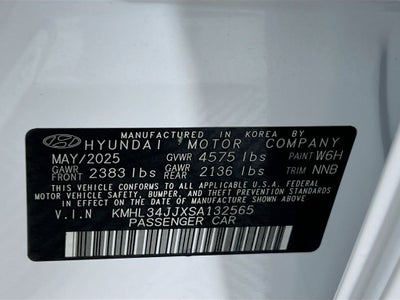 MANUFACTURED IN KOREA BY
HYUNDAI MOTOR COMPANY
MAY/2025 GVWR 4575 lbs PAINT W6H
GAWR FRONT 2383 lbs GAWR REAR 2136 lbs TRIM NNB
THIS VEHICLE CONFORMS TO ALL APPLICABLE U.S.A. FEDERAL
MOTOR VEHICLE SAFETY, BUMPER, AND THEFT PREVENTION
STANDARDS IN EFFECT ON THE DATE OF MANUFACTURE SHOWN ABOVE.
V.I.N KMHL34JJXSA132565
PASSENGER CAR